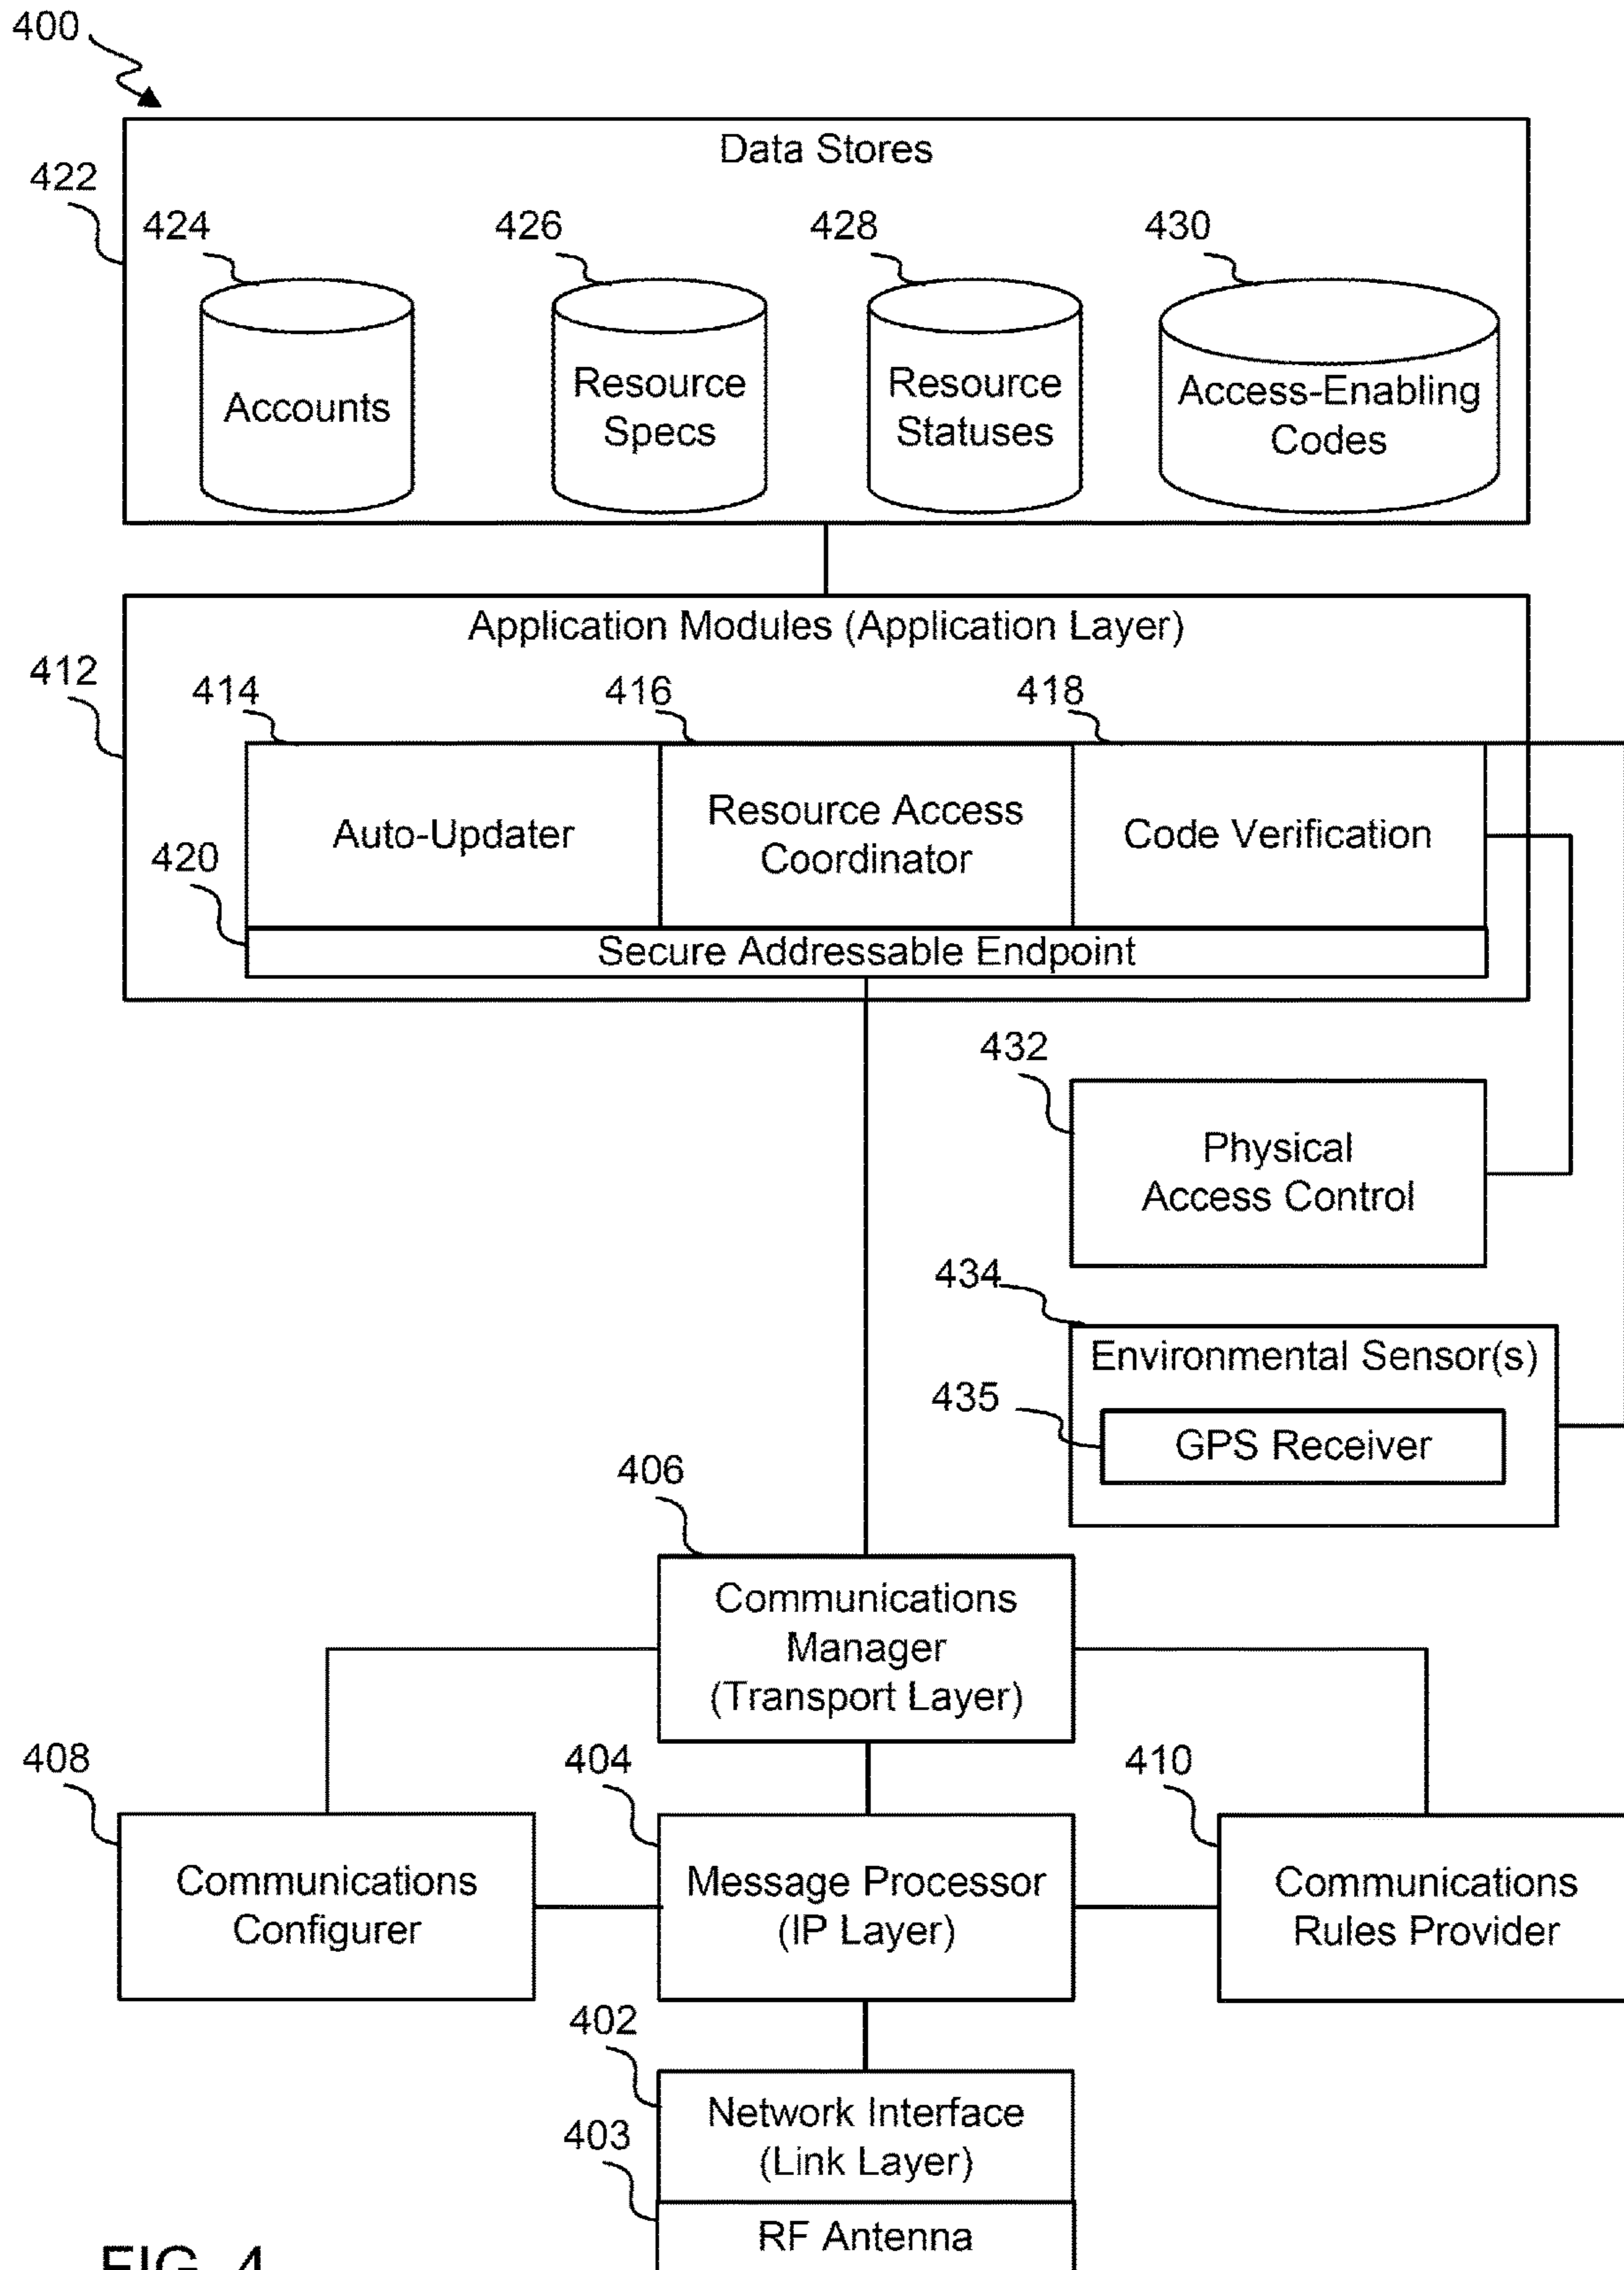 400
Data Stores
422
424
426
428
430
Accounts
Resource
Specs
Resource
Statuses
Access-Enabling
Codes
Application Modules (Application Layer)
412
414
416
418
Auto-Updater
Resource Access
Coordinator
Code Verification
420
Secure Addressable Endpoint
432
Physical
Access Control
434
Environmental Sensor(s)
435
GPS Receiver
406
Communications
Manager
(Transport Layer)
408
404
410
Communications
Configurer
Message Processor
(IP Layer)
Communications
Rules Provider
402
Network Interface
(Link Layer)
403
RF Antenna
FIG. 4